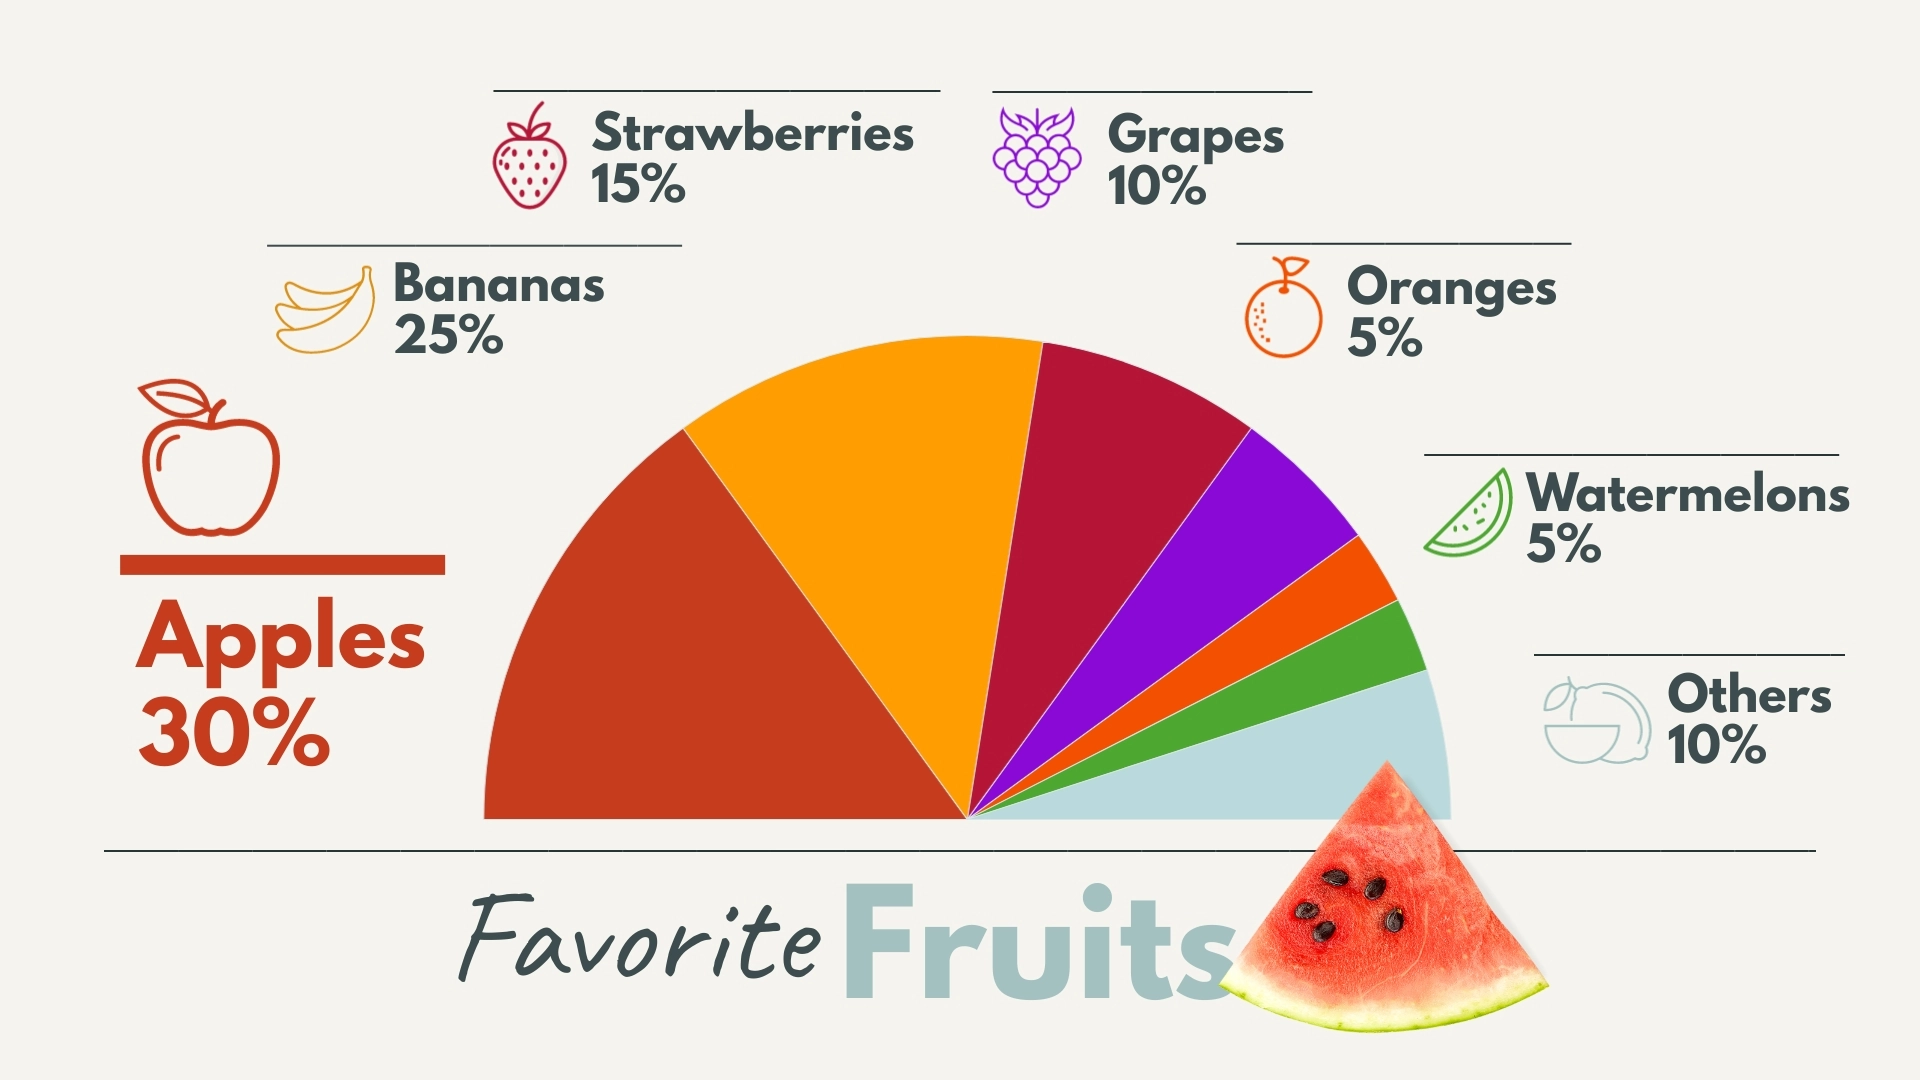 Strawberries
15%
Grapes
10%
Bananas
25%
Oranges
5%
Apples
30%
Watermelons
5%
Others
10%
Favorite Fruits